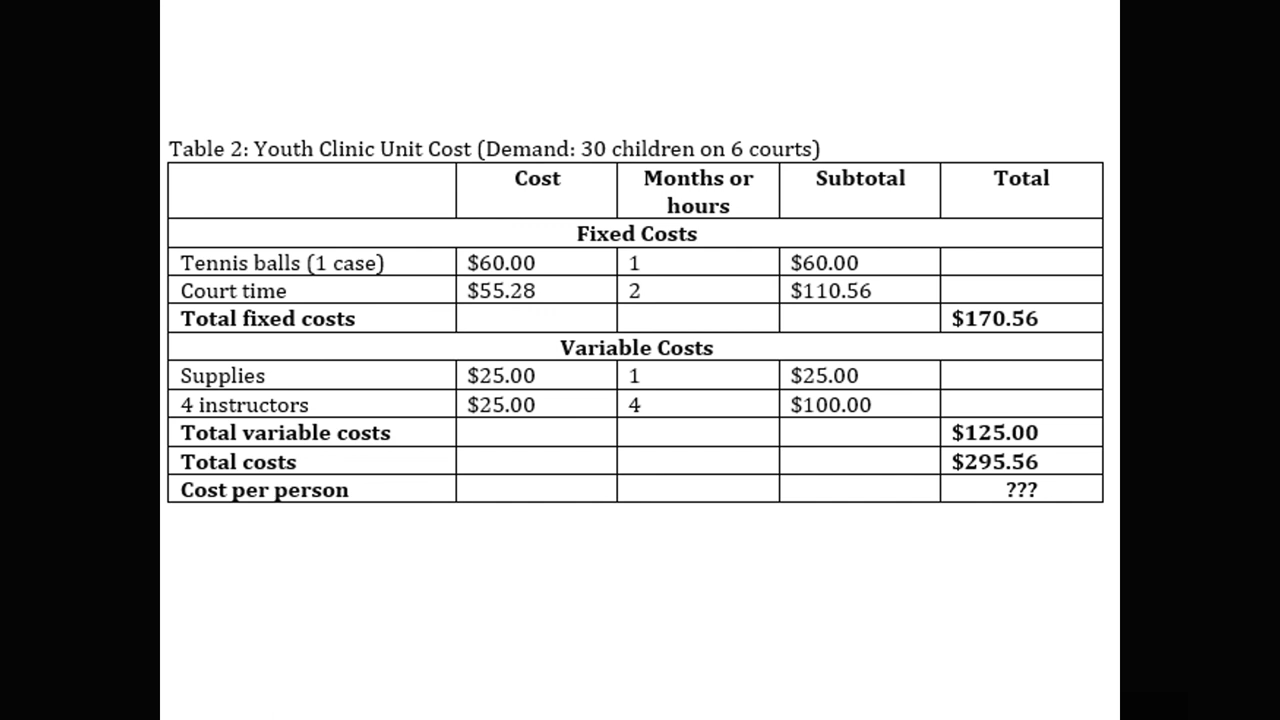 Table 2: Youth Clinic Unit Cost (Demand: 30 children on 6 courts)
Cost Months or hours Subtotal Total
Fixed Costs
Tennis balls (1 case) $60.00 1 $60.00
Court time $55.28 2 $110.56
Total fixed costs $170.56
Variable Costs
Supplies $25.00 1 $25.00
4 instructors $25.00 4 $100.00
Total variable costs $125.00
Total costs $295.56
Cost per person ???